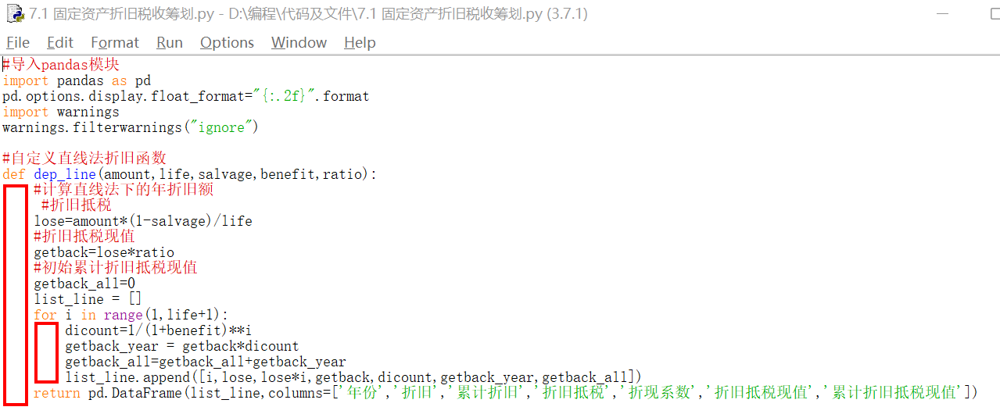 7.1 固定资产折旧税收筹划.py - D:\编程\代码及文件\7.1 固定资产折旧税收筹划.py (3.7.1)
File Edit Format Run Options Window Help
#导入pandas模块
import pandas as pd
pd.options.display.float_format="{:.2f}".format
import warnings
warnings.filterwarnings("ignore")
#自定义直线法折旧函数
def dep_line(amount,life,salvage,benefit,ratio):
    #计算直线法下的年折旧额
     #折旧抵税
    lose=amount*(1-salvage)/life
    #折旧抵税现值
    getback=lose*ratio
    #初始累计折旧抵税现值
    getback_all=0
    list_line = []
    for i in range(1,life+1):
        dicount=1/(1+benefit)**i
        getback_year = getback*dicount
        getback_all=getback_all+getback_year
        list_line.append([i,lose,lose*i,getback,dicount,getback_year,getback_all])
    return pd.DataFrame(list_line,columns=['年份','折旧','累计折旧','折旧抵税','折现系数','折旧抵税现值','累计折旧抵税现值'])